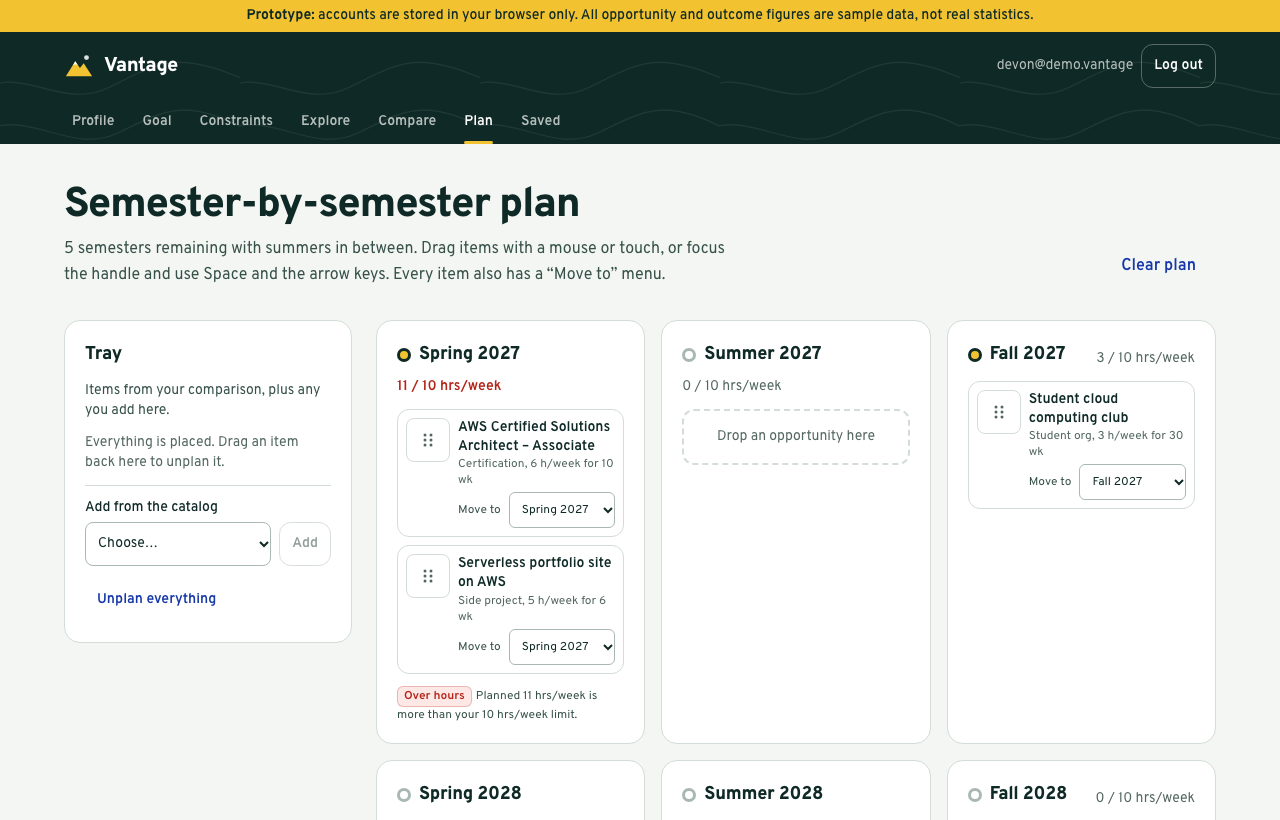 Prototype: accounts are stored in your browser only. All opportunity and outcome figures are sample data, not real statistics.
Vantage
devon@demo.vantage
Log out
Profile
Goal
Constraints
Explore
Compare
Plan
Saved
Semester-by-semester plan
5 semesters remaining with summers in between. Drag items with a mouse or touch, or focus
the handle and use Space and the arrow keys. Every item also has a “Move to” menu.
Clear plan
Tray
Items from your comparison, plus any
you add here.
Everything is placed. Drag an item
back here to unplan it.
Add from the catalog
Choose...
Add
Unplan everything
Spring 2027
11 / 10 hrs/week
AWS Certified Solutions
Architect – Associate
Certification, 6 h/week for 10
wk
Move to
Spring 2027
Serverless portfolio site
on AWS
Side project, 5 h/week for 6
wk
Move to
Spring 2027
Over hours Planned 11 hrs/week is
more than your 10 hrs/week limit.
Summer 2027
0 / 10 hrs/week
Drop an opportunity here
Fall 2027
3 / 10 hrs/week
Student cloud
computing club
Student org, 3 h/week for 30
wk
Move to
Fall 2027
Spring 2028
Summer 2028
Fall 2028
0 / 10 hrs/week